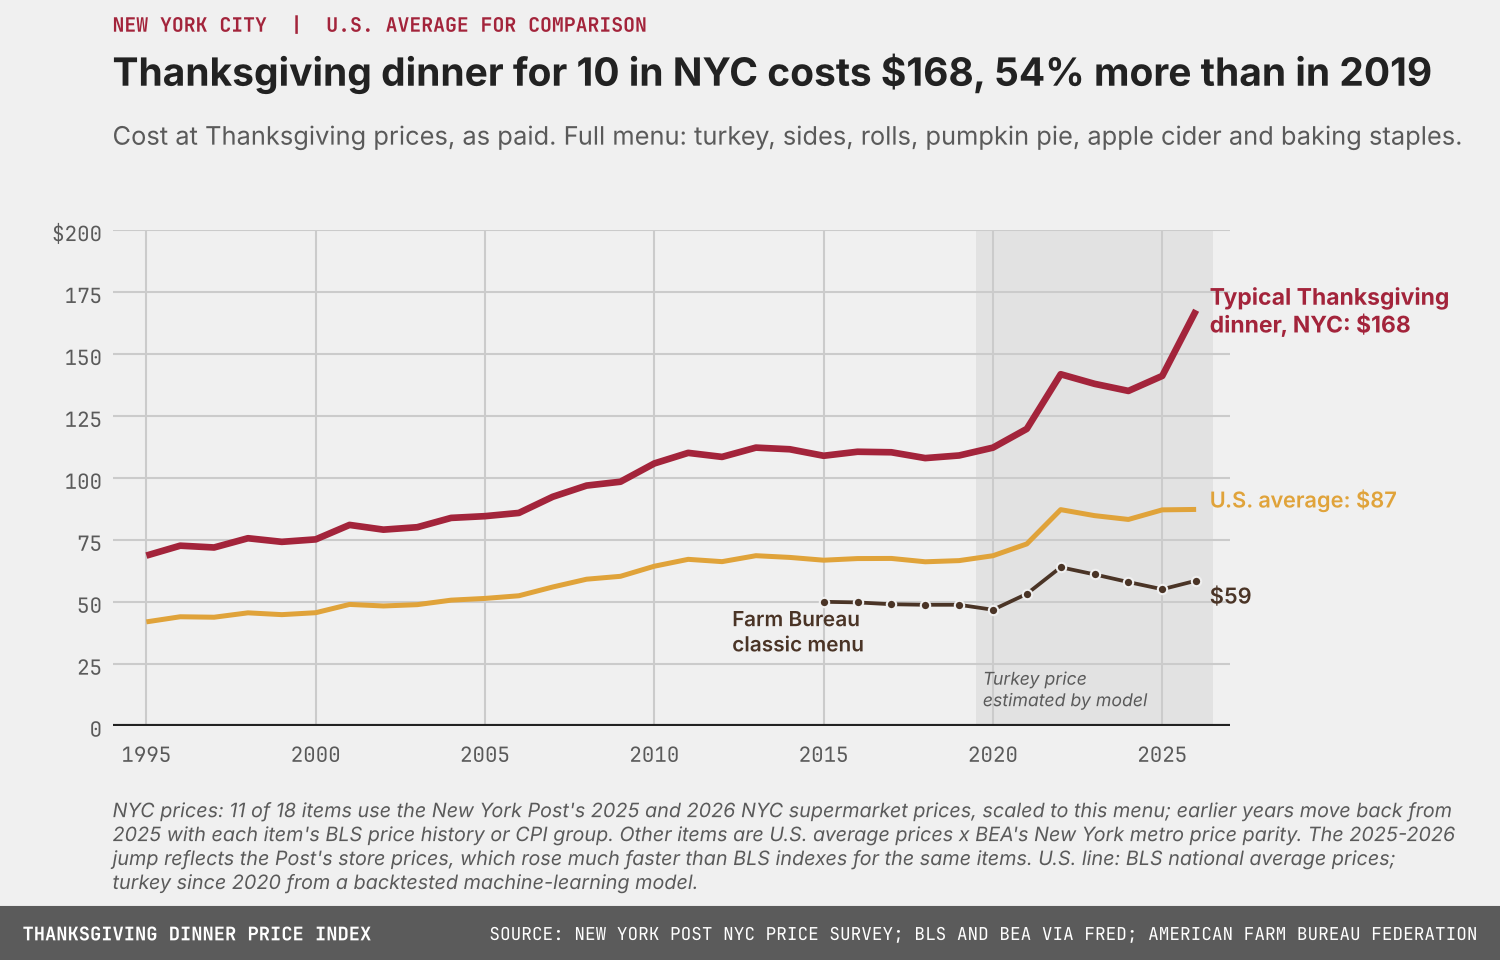 NEW YORK CITY | U.S. AVERAGE FOR COMPARISON
Thanksgiving dinner for 10 in NYC costs $168, 54% more than in 2019
Cost at Thanksgiving prices, as paid. Full menu: turkey, sides, rolls, pumpkin pie, apple cider and baking staples.
$200
175
150
125
100
75
50
25
0
Typical Thanksgiving
dinner, NYC: $168
U.S. average: $87
$59
Farm Bureau
classic menu
Turkey price
estimated by model
1995 2000 2005 2010 2015 2020 2025
NYC prices: 11 of 18 items use the New York Post's 2025 and 2026 NYC supermarket prices, scaled to this menu; earlier years move back from
2025 with each item's BLS price history or CPI group. Other items are U.S. average prices x BEA's New York metro price parity. The 2025-2026
jump reflects the Post's store prices, which rose much faster than BLS indexes for the same items. U.S. line: BLS national average prices;
turkey since 2020 from a backtested machine-learning model.
THANKSGIVING DINNER PRICE INDEX
SOURCE: NEW YORK POST NYC PRICE SURVEY; BLS AND BEA VIA FRED; AMERICAN FARM BUREAU FEDERATION